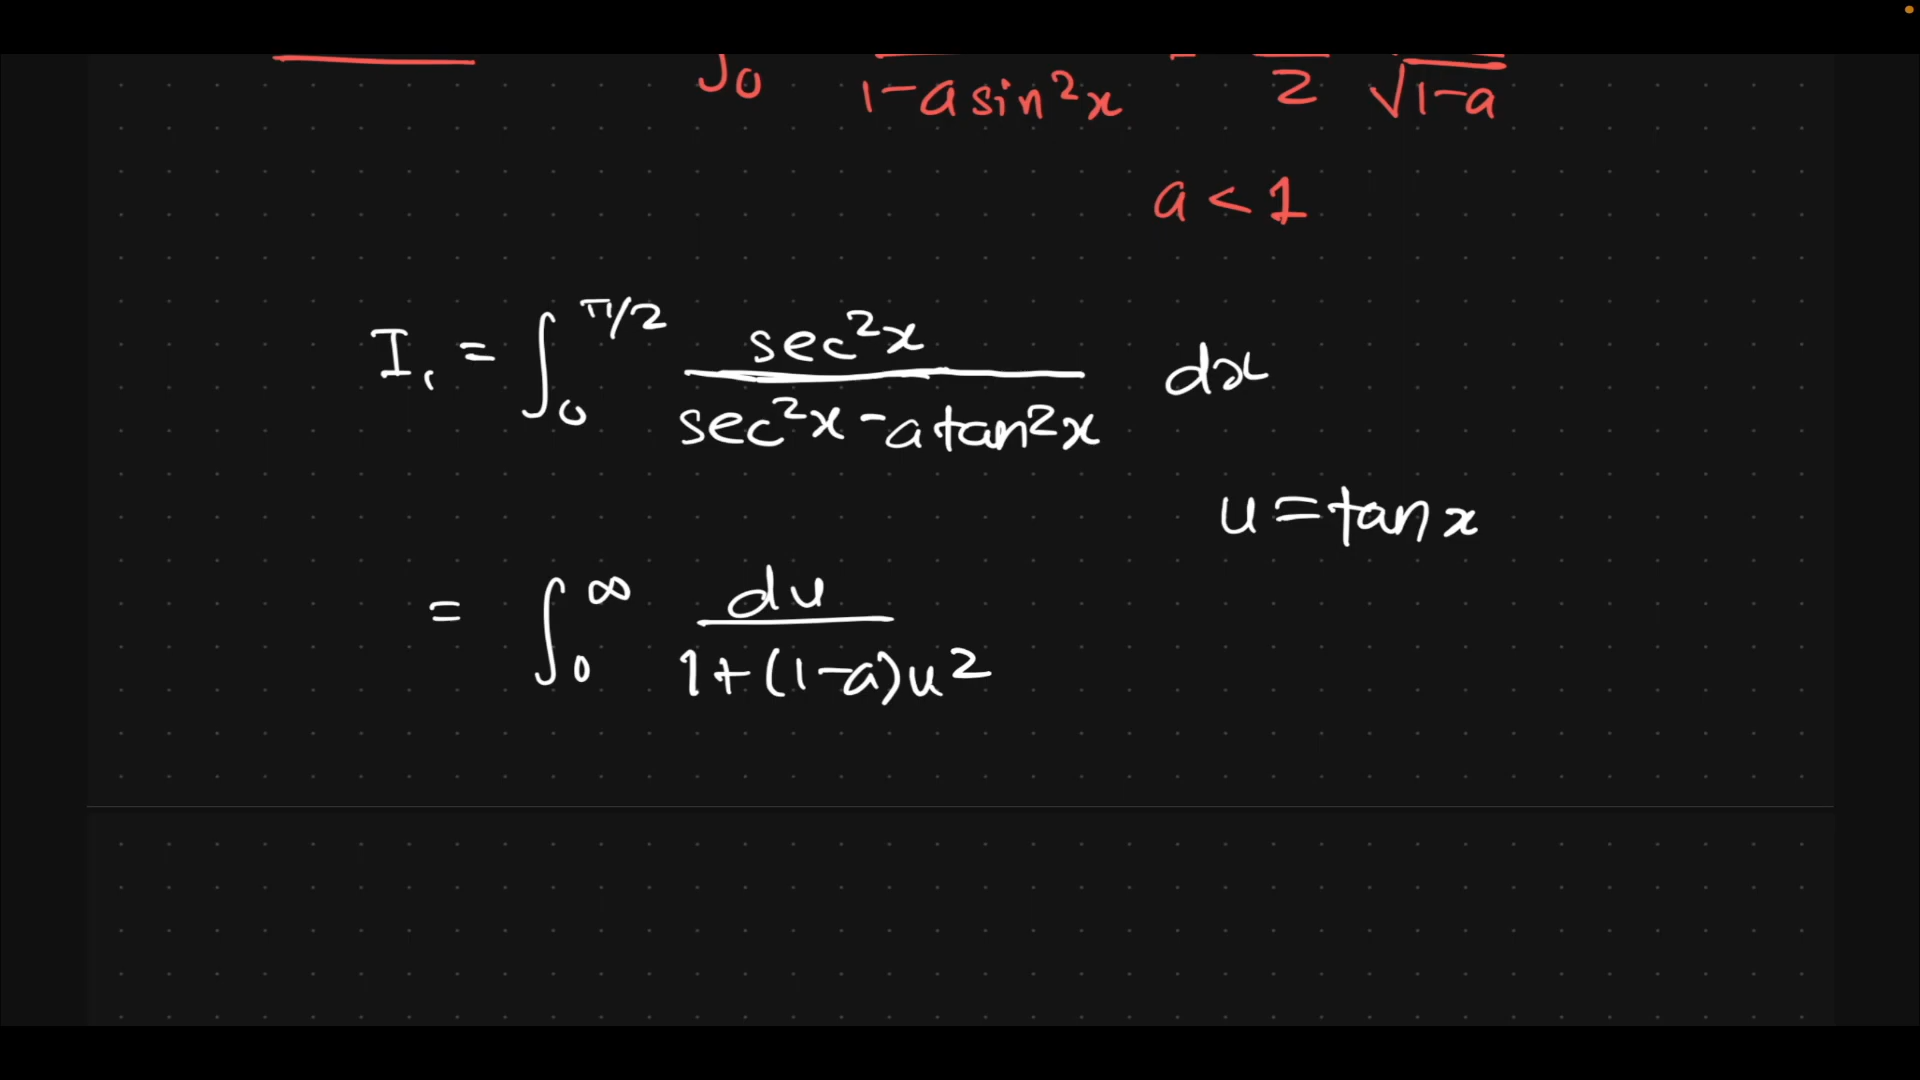 ∫₀ 1-a sin²x 2 √1-a
a < 1
I₁ = ∫₀^π/2 sec²x / sec²x - a tan²x dx
u = tan x
= ∫₀^∞ du / 1+(1-a)u²